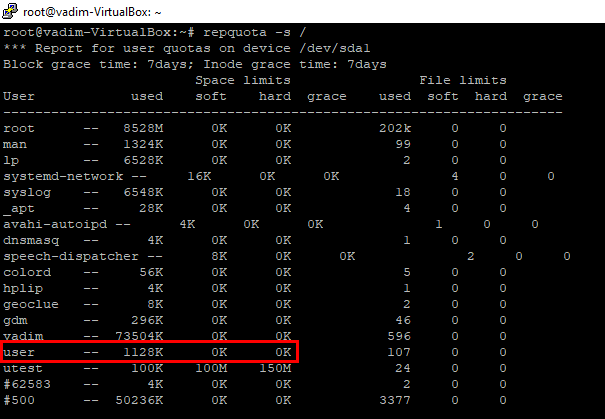 root@vadim-VirtualBox: ~
root@vadim-VirtualBox:~# repquota -s /
*** Report for user quotas on device /dev/sda1
Block grace time: 7days; Inode grace time: 7days
                        Space limits                File limits
User            used    soft    hard  grace    used  soft  hard  grace
----------------------------------------------------------------------
root      --   8528M      0K      0K           202k     0     0
man       --   1324K      0K      0K             99     0     0
lp        --   6528K      0K      0K              2     0     0
systemd-network --     16K      0K      0K              4     0     0
syslog    --   6548K      0K      0K             18     0     0
_apt      --     28K      0K      0K              4     0     0
avahi-autoipd --      4K      0K      0K              1     0     0
dnsmasq   --      4K      0K      0K              1     0     0
speech-dispatcher --      8K      0K      0K              2     0     0
colord    --     56K      0K      0K              5     0     0
hplip     --      4K      0K      0K              1     0     0
geoclue   --      8K      0K      0K              2     0     0
gdm       --    296K      0K      0K             46     0     0
vadim     --  73504K      0K      0K            596     0     0
user      --   1128K      0K      0K            107     0     0
utest     --    100K    100M    150M             24     0     0
#62583    --      4K      0K      0K              2     0     0
#500      --  50236K      0K      0K           3377     0     0